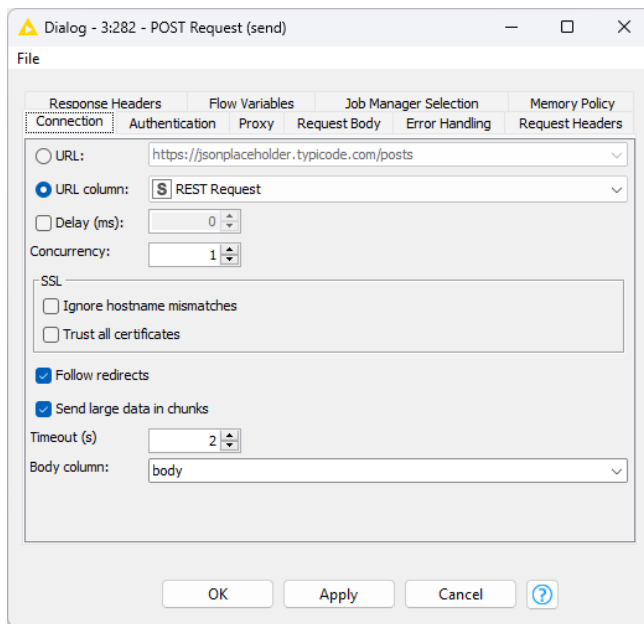 Dialog - 3:282 - POST Request (send)
File
Response Headers Flow Variables Job Manager Selection Memory Policy
Connection Authentication Proxy Request Body Error Handling Request Headers
URL: https://jsonplaceholder.typicode.com/posts
URL column: S REST Request
Delay (ms): 0
Concurrency: 1
SSL
Ignore hostname mismatches
Trust all certificates
Follow redirects
Send large data in chunks
Timeout (s) 2
Body column: body
OK Apply Cancel ?